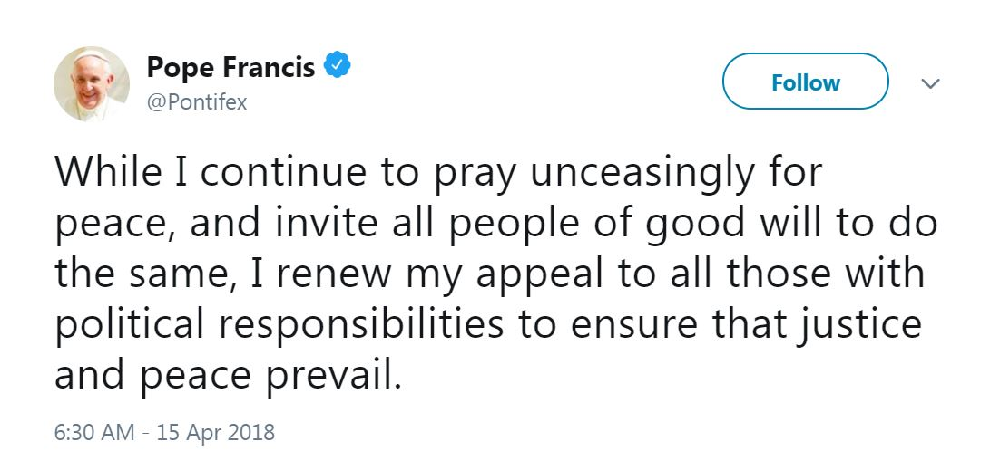 Pope Francis
@Pontifex
Follow
While I continue to pray unceasingly for
peace, and invite all people of good will to do
the same, I renew my appeal to all those with
political responsibilities to ensure that justice
and peace prevail.
6:30 AM - 15 Apr 2018